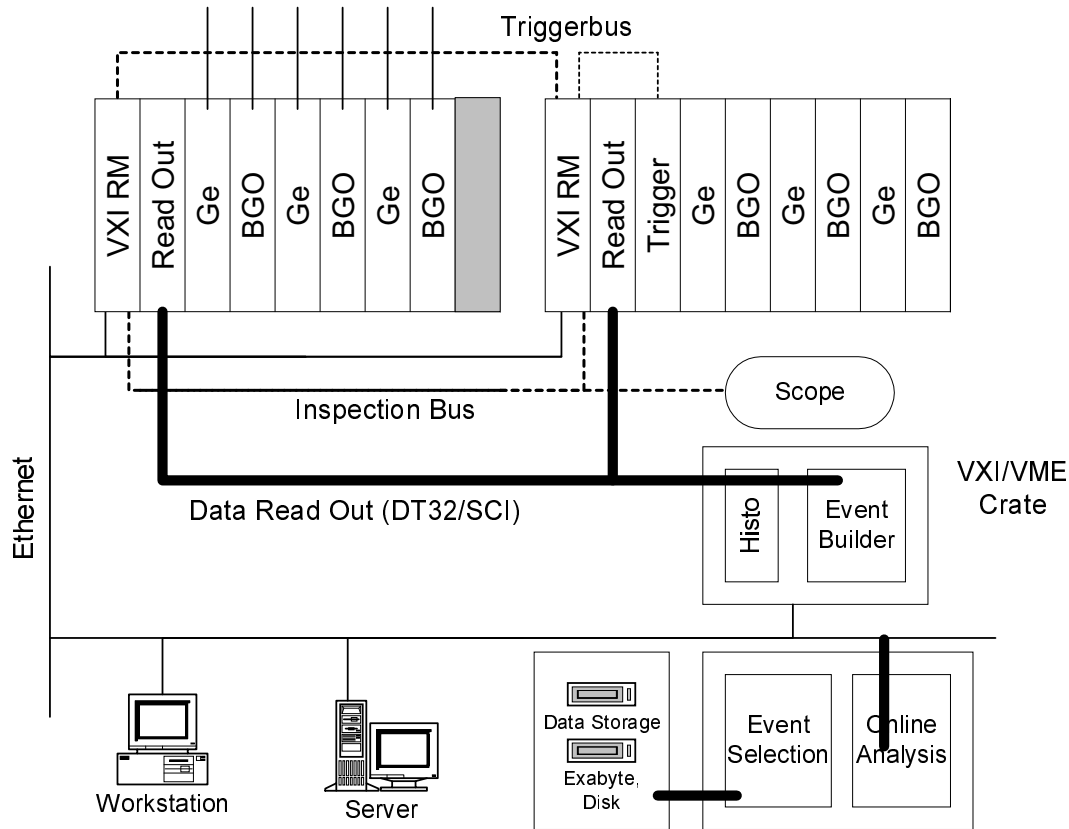 Triggerbus
VXI RM
Read Out
Ge
BGO
Ge
BGO
Ge
BGO
VXI RM
Read Out
Trigger
Ge
BGO
Ge
BGO
Ge
BGO
Scope
Inspection Bus
Ethernet
Data Read Out (DT32/SCI)
Histo
Event
Builder
VXI/VME
Crate
Workstation
Server
Data Storage
Exabyte,
Disk
Event
Selection
Online
Analysis